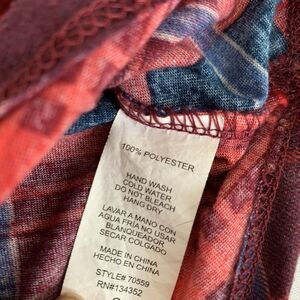 100% POLYESTER
HAND WASH
COLD WATER
DO NOT BLEACH
HANG DRY
LAVAR A MANO CON
AGUA FRIA NO USAR
BLANQUEADOR
SECAR COLGADO
MADE IN CHINA
HECHO EN CHINA
STYLE# 70559
RN#134352